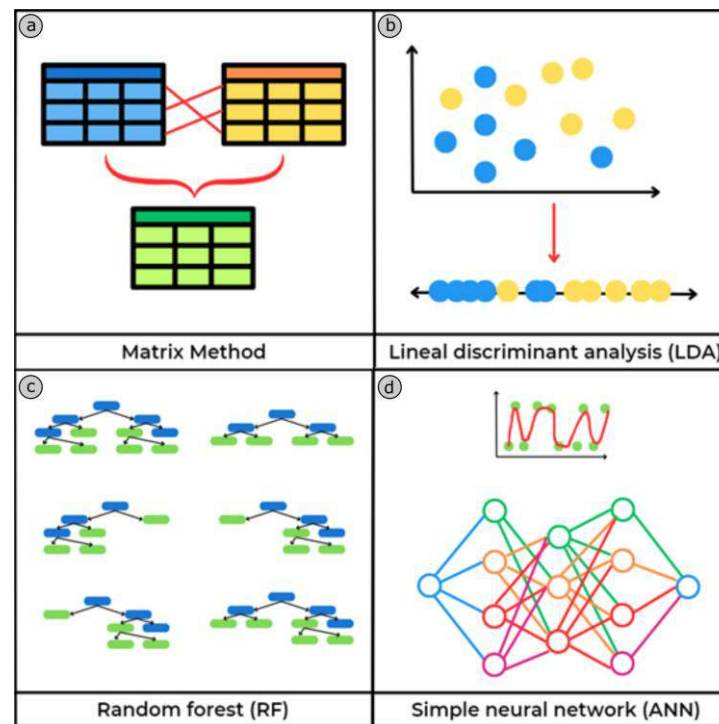 a
b
Matrix Method
Lineal discriminant analysis (LDA)
c
d
Random forest (RF)
Simple neural network (ANN)